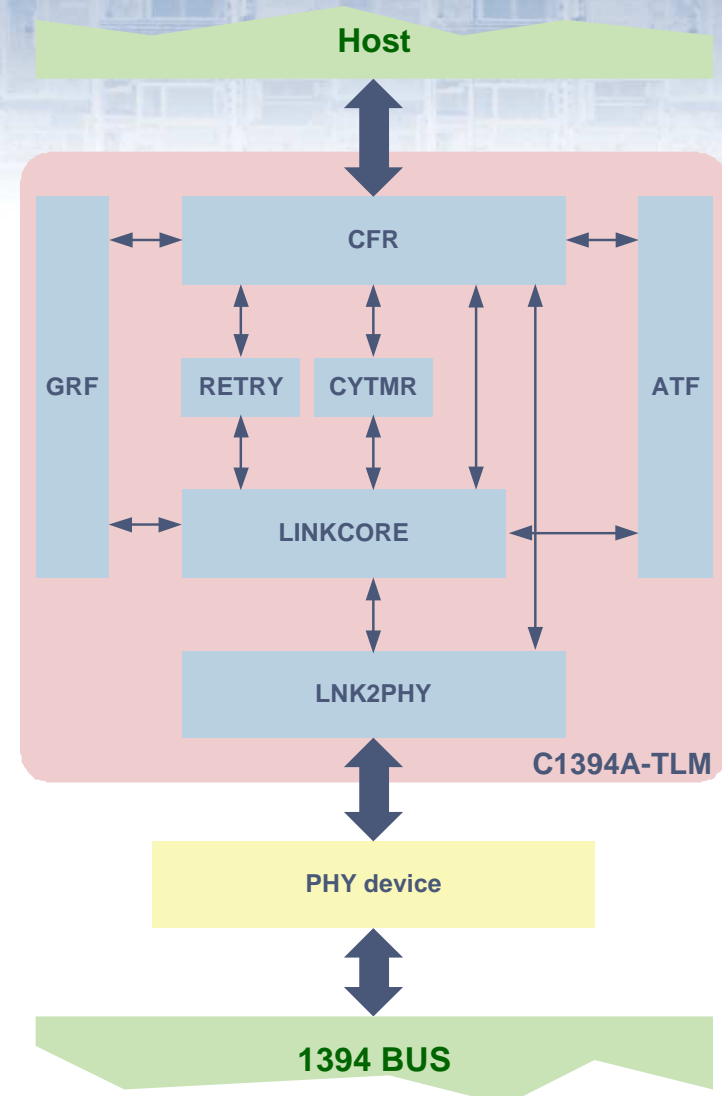 Host
CFR
GRF
RETRY
CYTMR
ATF
LINKCORE
LNK2PHY
C1394A-TLM
PHY device
1394 BUS